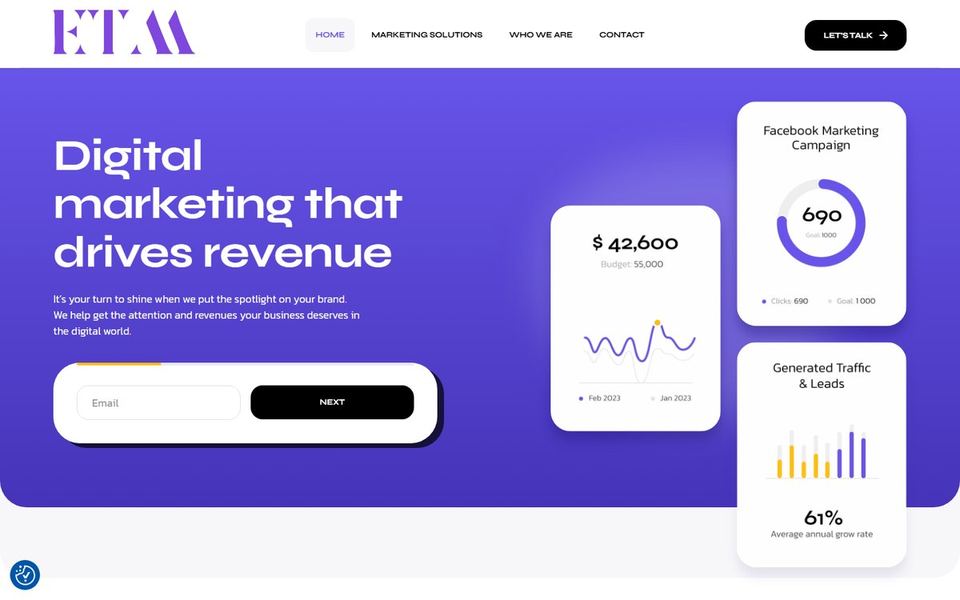 ETM
HOME
MARKETING SOLUTIONS
WHO WE ARE
CONTACT
LET'S TALK
Digital
marketing that
drives revenue
It's your turn to shine when we put the spotlight on your brand.
We help get the attention and revenues your business deserves in
the digital world.
Email
NEXT
$ 42,600
Budget: 55,000
Feb 2023
Jan 2023
Facebook Marketing
Campaign
690
Goal: 1000
Clicks: 690
Goal: 1 000
Generated Traffic
& Leads
61%
Average annual grow rate